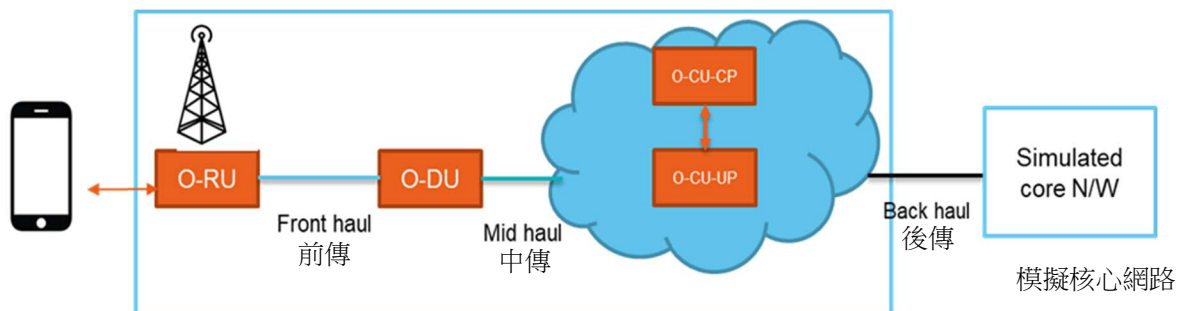 O-RU
Front haul
前傳
O-DU
Mid haul
中傳
O-CU-CP
O-CU-UP
Back haul
後傳
Simulated
core N/W
模擬核心網路